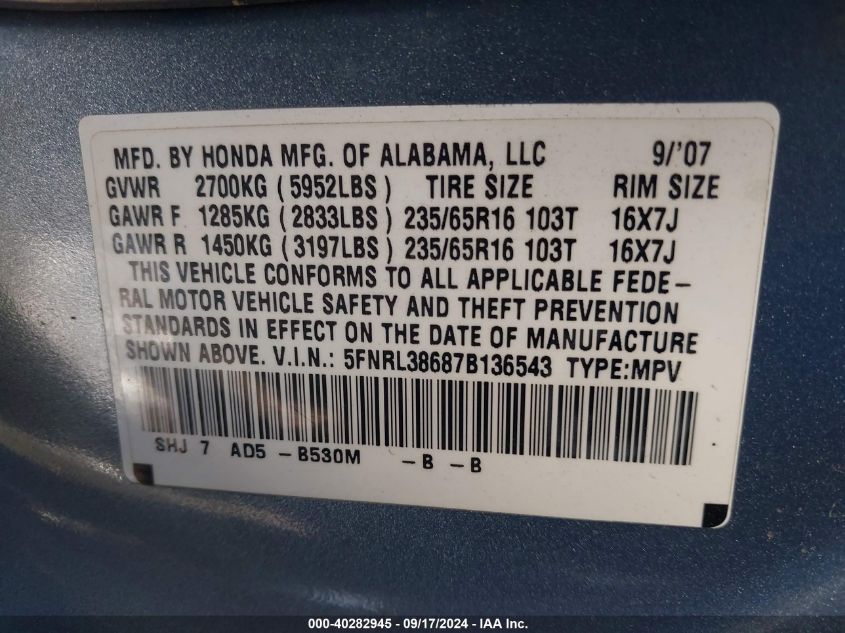 MFD. BY HONDA MFG. OF ALABAMA, LLC 9/'07
GVWR 2700KG (5952LBS) TIRE SIZE RIM SIZE
GAWR F 1285KG (2833LBS) 235/65R16 103T 16X7J
GAWR R 1450KG (3197LBS) 235/65R16 103T 16X7J
THIS VEHICLE CONFORMS TO ALL APPLICABLE FEDE-
RAL MOTOR VEHICLE SAFETY AND THEFT PREVENTION
STANDARDS IN EFFECT ON THE DATE OF MANUFACTURE
SHOWN ABOVE. V.I.N.: 5FNRL38687B136543 TYPE:MPV
SHJ 7 AD5 -B530M -B -B
000-40282945 - 09/17/2024 - IAA Inc.